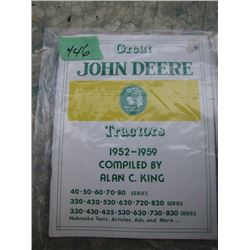 446
Great
JOHN DEERE
Tractors
1952-1959
COMPILED BY
ALAN C. KING
40-50-60-70-80 SERIES
320-420-520-620-720-820 SERIES
330-430-435-530-630-730-830 SERIES
Nebraska Tests, Articles, Ads, and More ...